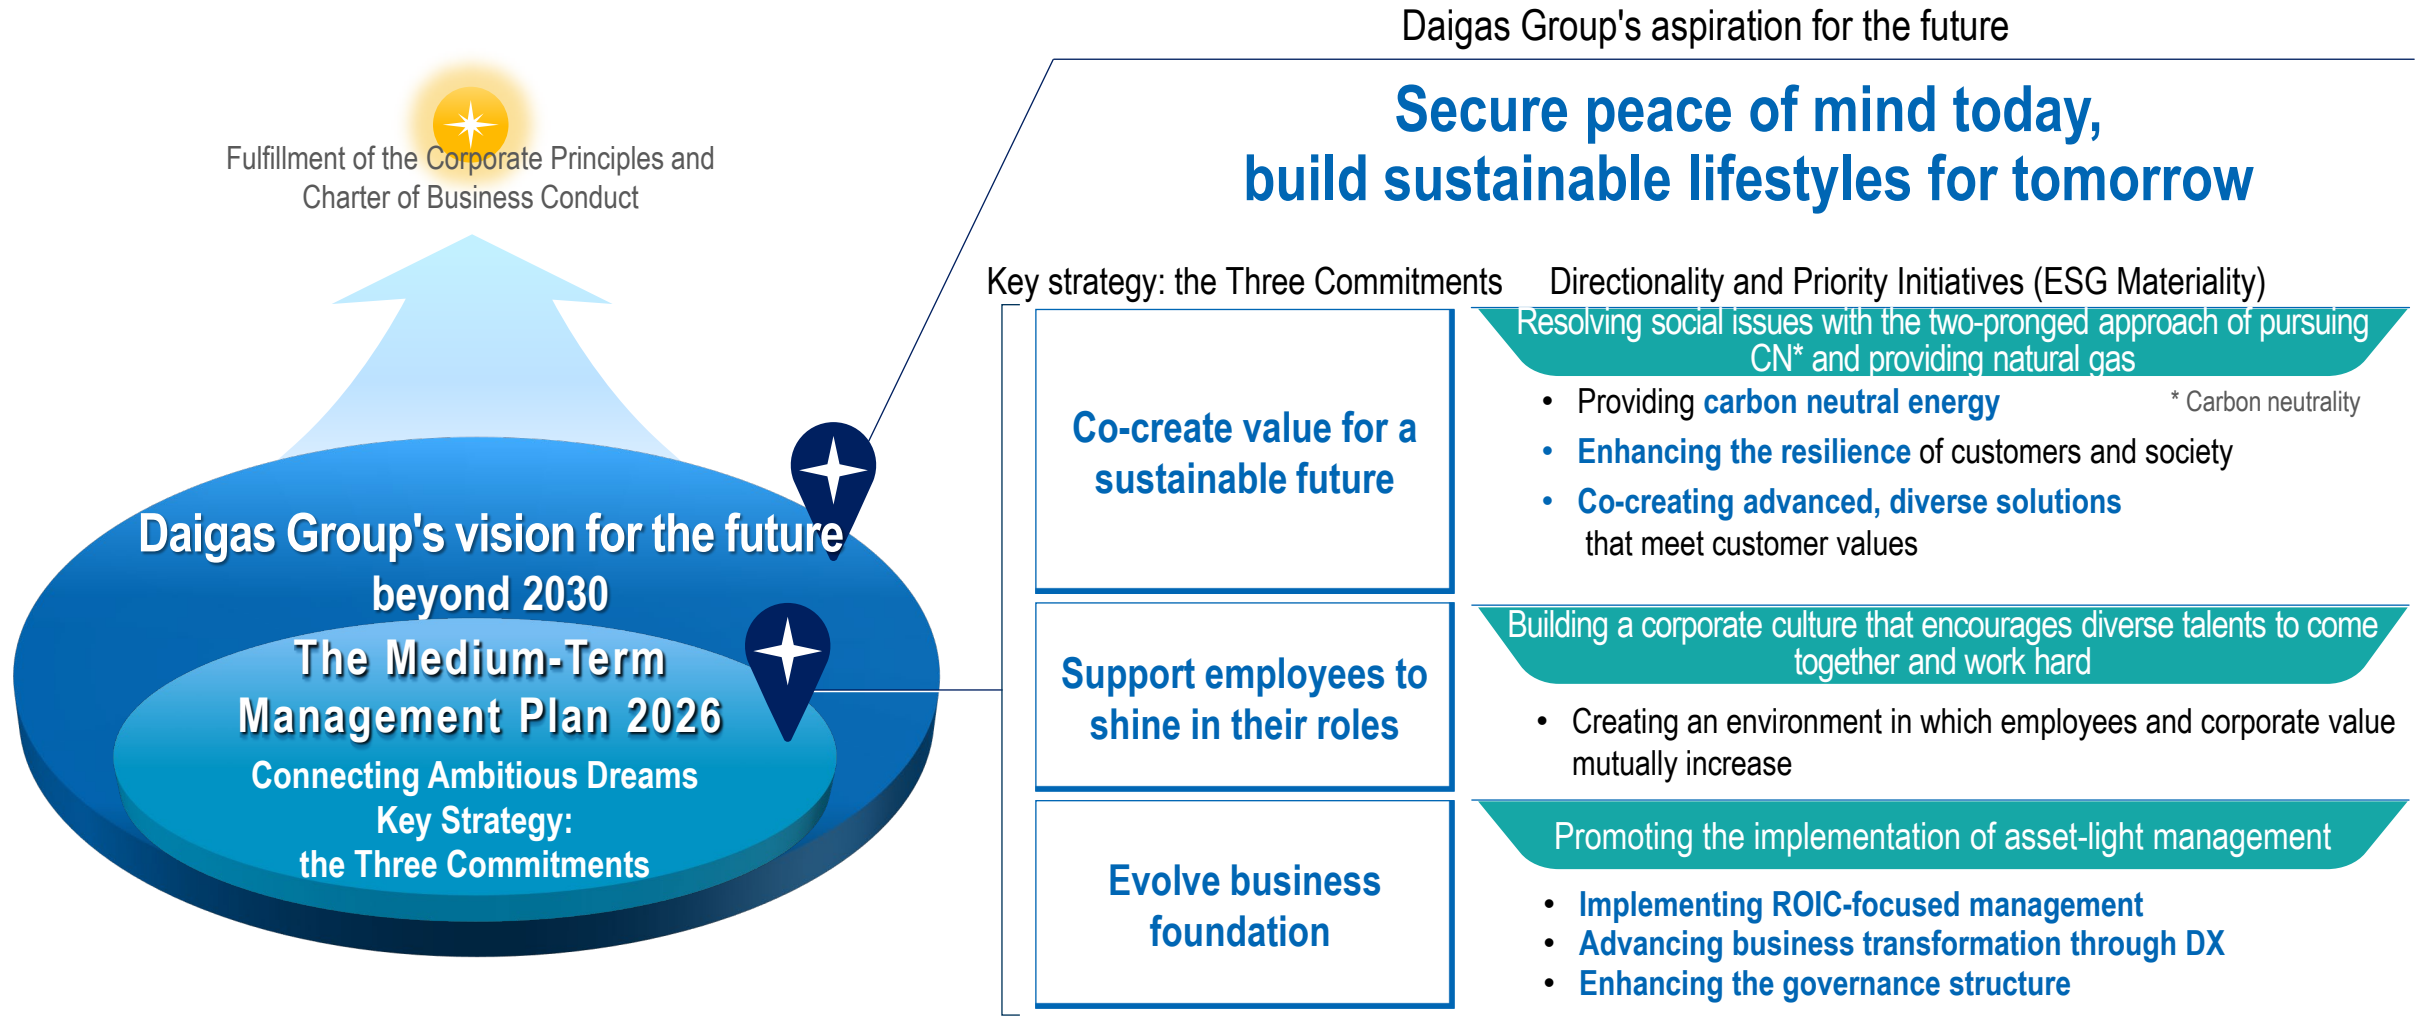 Daigas Group's aspiration for the future
Secure peace of mind today,
build sustainable lifestyles for tomorrow
Fulfillment of the Corporate Principles and
Charter of Business Conduct
Daigas Group's vision for the future
beyond 2030
The Medium-Term
Management Plan 2026
Connecting Ambitious Dreams
Key Strategy:
the Three Commitments
Key strategy: the Three Commitments
Directionality and Priority Initiatives (ESG Materiality)
Co-create value for a
sustainable future
Resolving social issues with the two-pronged approach of pursuing
CN* and providing natural gas
• Providing carbon neutral energy
* Carbon neutrality
• Enhancing the resilience of customers and society
• Co-creating advanced, diverse solutions
that meet customer values
Support employees to
shine in their roles
Building a corporate culture that encourages diverse talents to come
together and work hard
• Creating an environment in which employees and corporate value
mutually increase
Evolve business
foundation
Promoting the implementation of asset-light management
• Implementing ROIC-focused management
• Advancing business transformation through DX
• Enhancing the governance structure